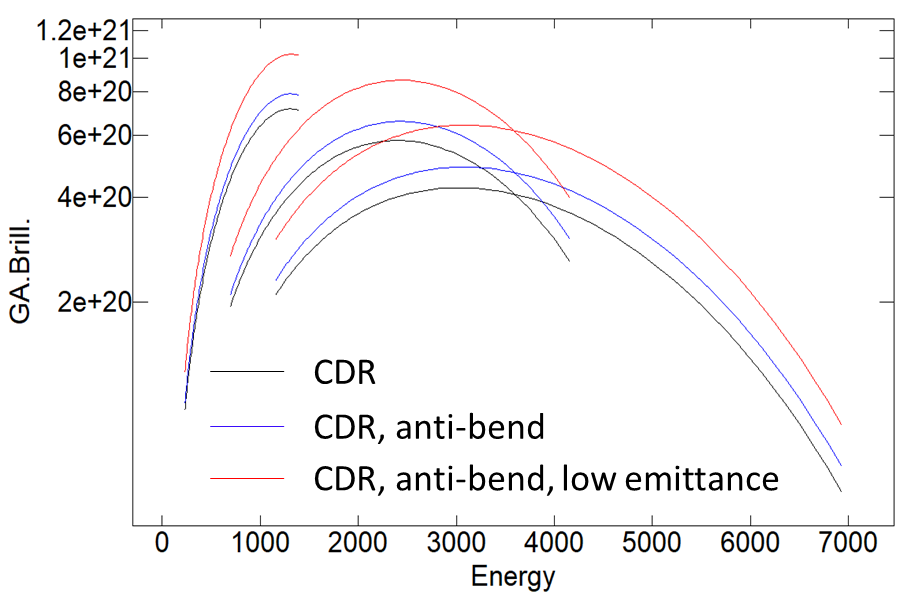 1.2e+21
1e+21
8e+20
6e+20
4e+20
2e+20
GA.Brill.
CDR
CDR, anti-bend
CDR, anti-bend, low emittance
0 1000 2000 3000 4000 5000 6000 7000
Energy